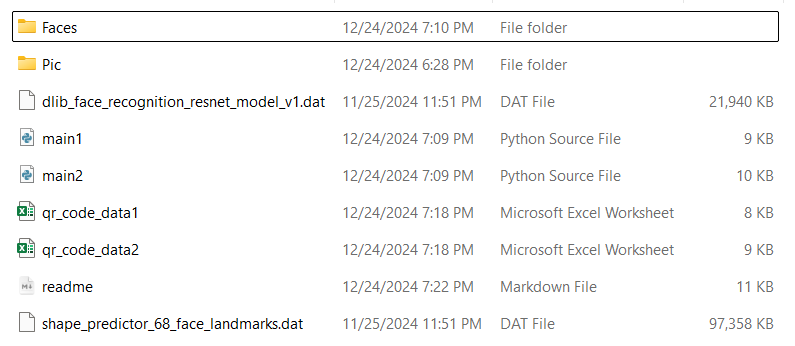 Faces 12/24/2024 7:10 PM File folder
Pic 12/24/2024 6:28 PM File folder
dlib_face_recognition_resnet_model_v1.dat 11/25/2024 11:51 PM DAT File 21,940 KB
main1 12/24/2024 7:09 PM Python Source File 9 KB
main2 12/24/2024 7:09 PM Python Source File 10 KB
qr_code_data1 12/24/2024 7:18 PM Microsoft Excel Worksheet 8 KB
qr_code_data2 12/24/2024 7:18 PM Microsoft Excel Worksheet 9 KB
readme 12/24/2024 7:22 PM Markdown File 11 KB
shape_predictor_68_face_landmarks.dat 11/25/2024 11:51 PM DAT File 97,358 KB